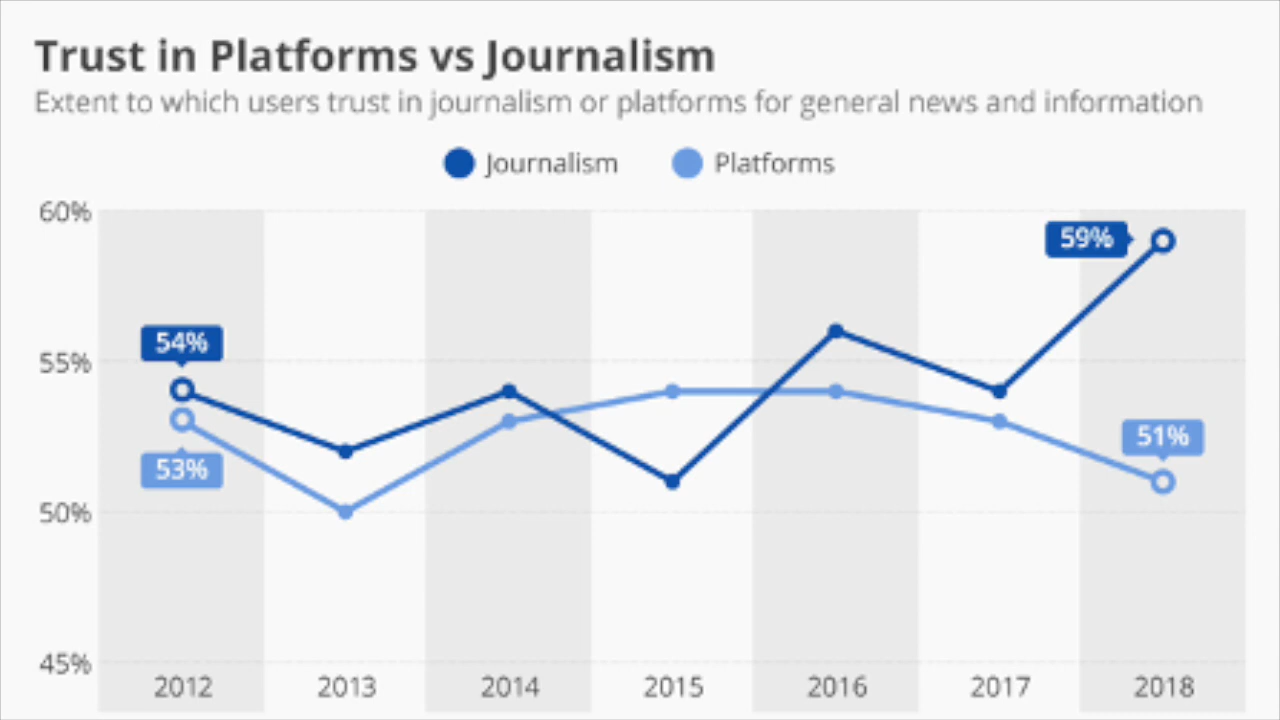 Trust in Platforms vs Journalism
Extent to which users trust in journalism or platforms for general news and information
Journalism Platforms
60%
59%
54%
55%
51%
53%
50%
45%
2012 2013 2014 2015 2016 2017 2018